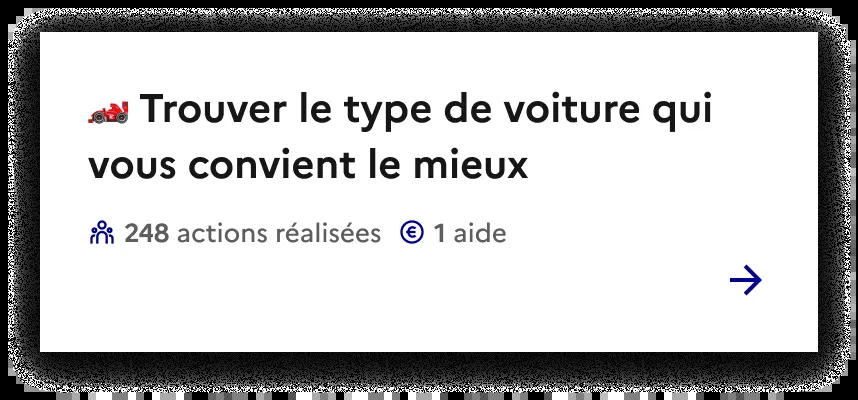 🏎️ Trouver le type de voiture qui
vous convient le mieux
248 actions réalisées 1 aide